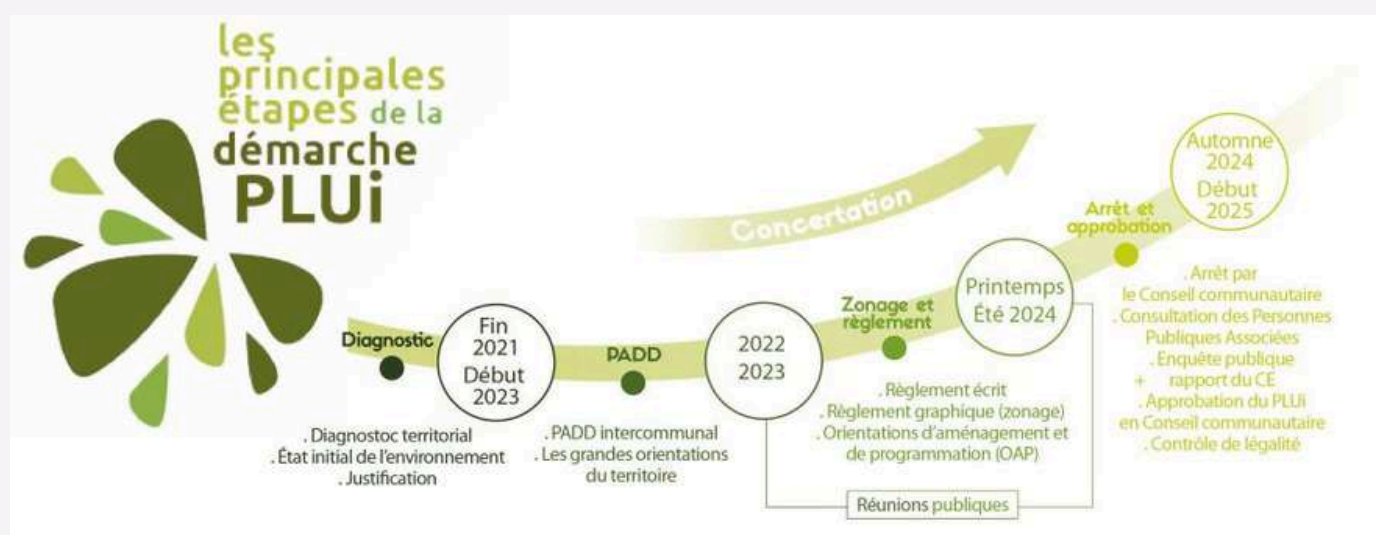 les
principales
étapes de la
démarche
PLUi
Concertation
Diagnostic
Fin
2021
Début
2023
. Diagnostoc territorial
. État initial de l'environnement
. Justification
PADD
2022
2023
. PADD intercommunal
. Les grandes orientations
du territoire
Zonage et
règlement
Printemps
Été 2024
. Règlement écrit
. Règlement graphique (zonage)
. Orientations d'aménagement et
de programmation (OAP)
Réunions publiques
Arrêt et
approbation
Automne
2024
Début
2025
. Arrêt par
le Conseil communautaire
. Consultation des Personnes
Publiques Associées
. Enquête publique
+ rapport du CE
. Approbation du PLUi
en Conseil communautaire
. Contrôle de légalité